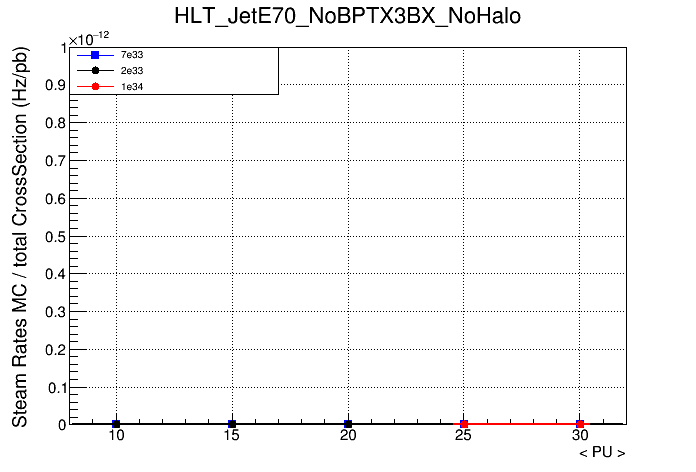 HLT_JetE70_NoBPTX3BX_NoHalo
×10⁻¹²
1
0.9
0.8
0.7
0.6
0.5
0.4
0.3
0.2
0.1
0
Steam Rates MC / total CrossSection (Hz/pb)
7e33
2e33
1e34
10 15 20 25 30
< PU >